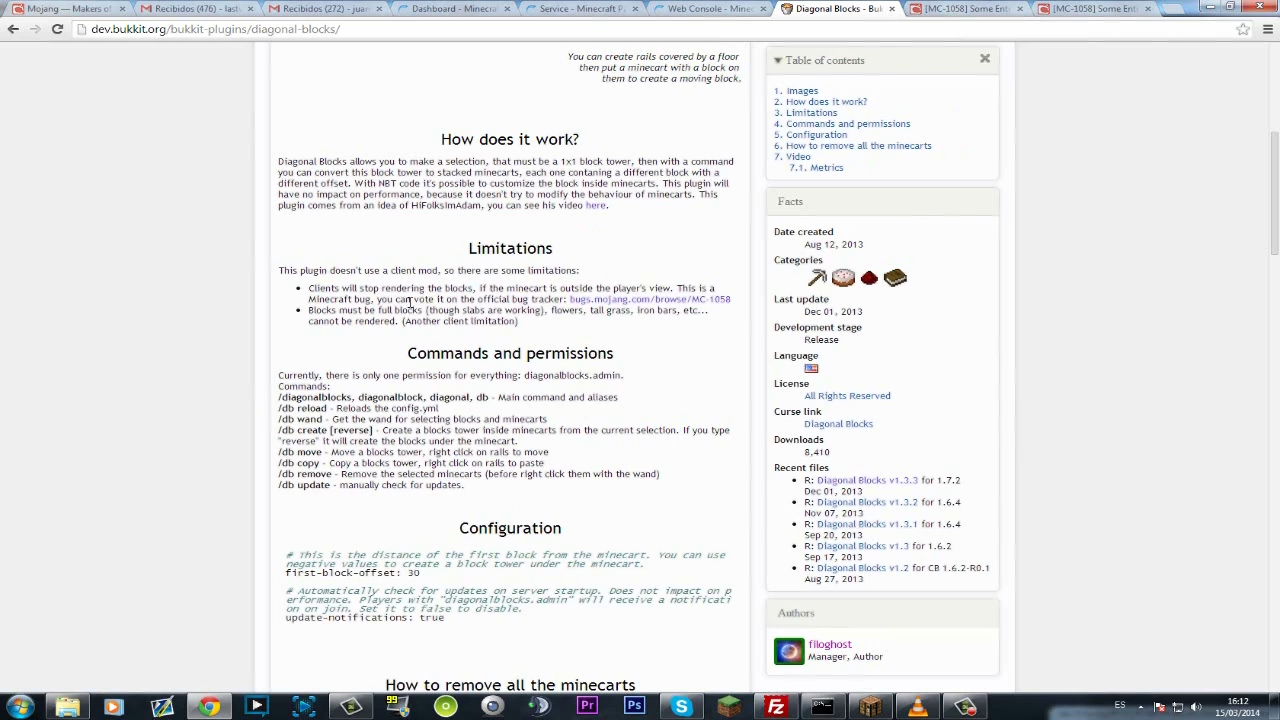 Mojang — Makers of
Recibidos (476) - last
Recibidos (272) - juan
Dashboard - Minecra
Service - Minecraft Pa
Web Console - Minec
Diagonal Blocks - Buk
[MC-1058] Some Enti
[MC-1058] Some Enti
dev.bukkit.org/bukkit-plugins/diagonal-blocks/
You can create rails covered by a floor
then put a minecart with a block on
them to create a moving block.
How does it work?
Diagonal Blocks allows you to make a selection, that must be a 1x1 block tower, then with a command
you can convert this block tower to stacked minecarts, each one contaning a different block with a
different offset. With NBT code it's possible to customize the block inside minecarts. This plugin will
have no impact on performance, because it doesn't try to modify the behaviour of minecarts. This
plugin comes from an idea of HiFolksImAdam, you can see his video here.
Limitations
This plugin doesn't use a client mod, so there are some limitations:
Clients will stop rendering the blocks, if the minecart is outside the player's view. This is a
Minecraft bug, you can vote it on the official bug tracker: bugs.mojang.com/browse/MC-1058
Blocks must be full blocks (though slabs are working), flowers, tall grass, iron bars, etc...
cannot be rendered. (Another client limitation)
Commands and permissions
Currently, there is only one permission for everything: diagonalblocks.admin.
Commands:
/diagonalblocks, diagonalblock, diagonal, db - Main command and aliases
/db reload - Reloads the config.yml
/db wand - Get the wand for selecting blocks and minecarts
/db create [reverse] - Create a blocks tower inside minecarts from the current selection. If you type
"reverse" it will create the blocks under the minecart.
/db move - Move a blocks tower, right click on rails to move
/db copy - Copy a blocks tower, right click on rails to paste
/db remove - Remove the selected minecarts (before right click them with the wand)
/db update - manually check for updates.
Configuration
# This is the distance of the first block from the minecart. You can use
negative values to create a block tower under the minecart.
first-block-offset: 30
# Automatically check for updates on server startup. Does not impact on p
erformance. Players with "diagonalblocks.admin" will receive a notificati
on on join. Set it to false to disable.
update-notifications: true
How to remove all the minecarts
Table of contents
1. Images
2. How does it work?
3. Limitations
4. Commands and permissions
5. Configuration
6. How to remove all the minecarts
7. Video
7.1. Metrics
Facts
Date created
Aug 12, 2013
Categories
Last update
Dec 01, 2013
Development stage
Release
Language
License
All Rights Reserved
Curse link
Diagonal Blocks
Downloads
8,410
Recent files
R: Diagonal Blocks v1.3.3 for 1.7.2
Dec 01, 2013
R: Diagonal Blocks v1.3.2 for 1.6.4
Nov 07, 2013
R: Diagonal Blocks v1.3.1 for 1.6.4
Sep 20, 2013
R: Diagonal Blocks v1.3 for 1.6.2
Sep 17, 2013
R: Diagonal Blocks v1.2 for CB 1.6.2-R0.1
Aug 27, 2013
Authors
filoghost
Manager, Author
Pr
Ps
Fz
ES
16:12
15/03/2014